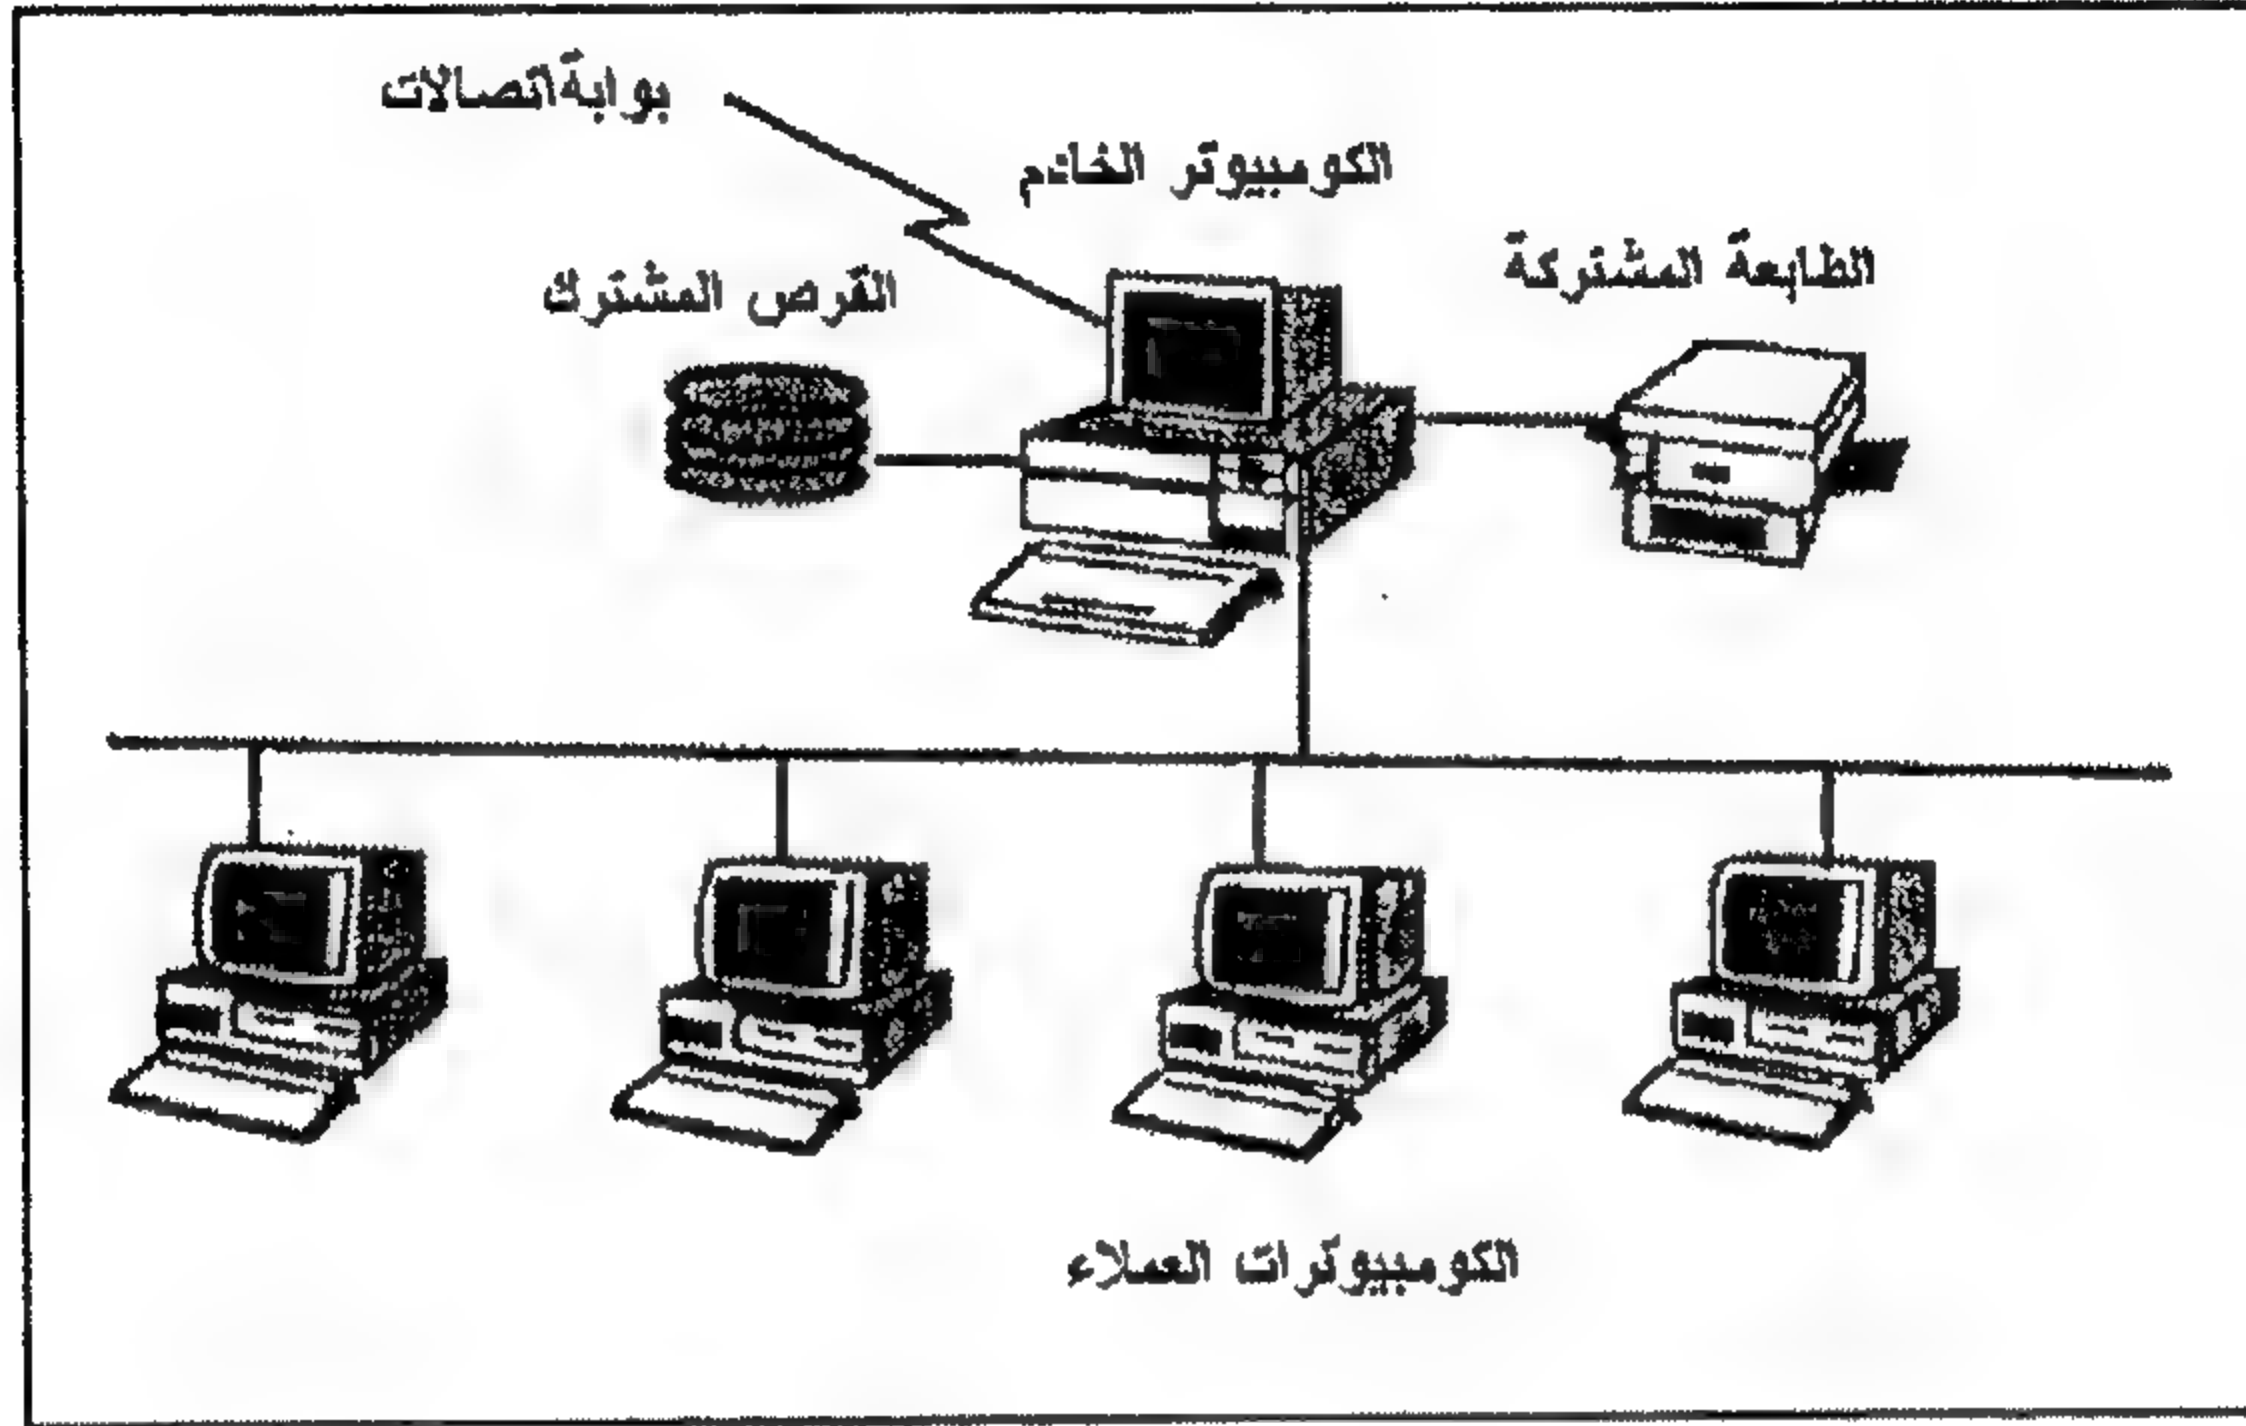 بوابة اتصالات
الكومبيوتر الخادم
الطابعة المشتركة
القرص المشترك
الكومبيوترات العملاء